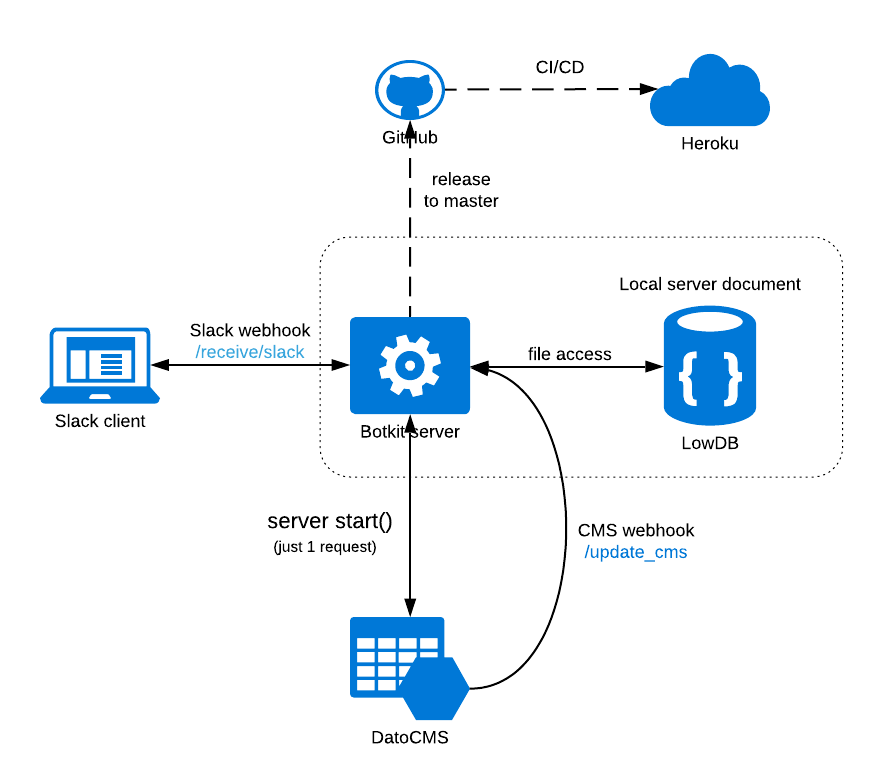 CI/CD
GitHub
Heroku
release
to master
Local server document
Slack webhook
/receive/slack
file access
Slack client
Botkit server
{ }
LowDB
server start()
(just 1 request)
CMS webhook
/update_cms
DatoCMS